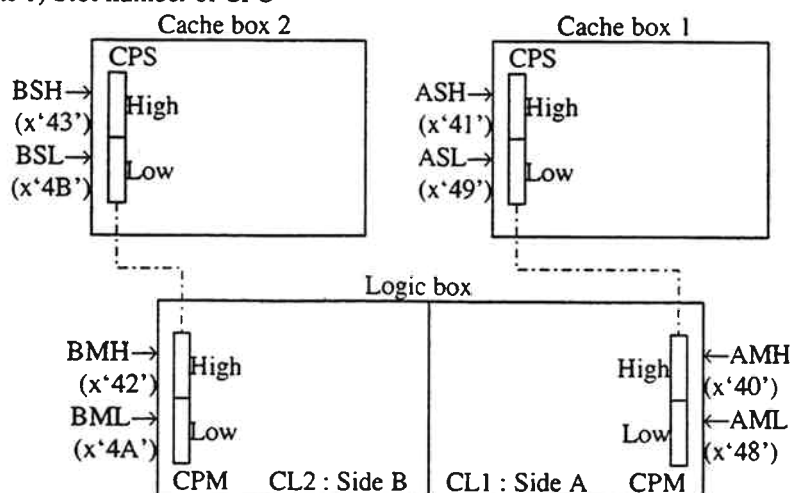 Slot number of CPU
Cache box 2
Cache box 1
CPS
BSH→
(x‘43’)
High
BSL→
(x‘4B’)
Low
CPS
ASH→
(x‘41’)
High
ASL→
(x‘49’)
Low
Logic box
BMH→
(x‘42’)
High
BML→
(x‘4A’)
Low
CPM
CL2 : Side B
High
←AMH
(x‘40’)
Low
←AML
(x‘48’)
CL1 : Side A
CPM